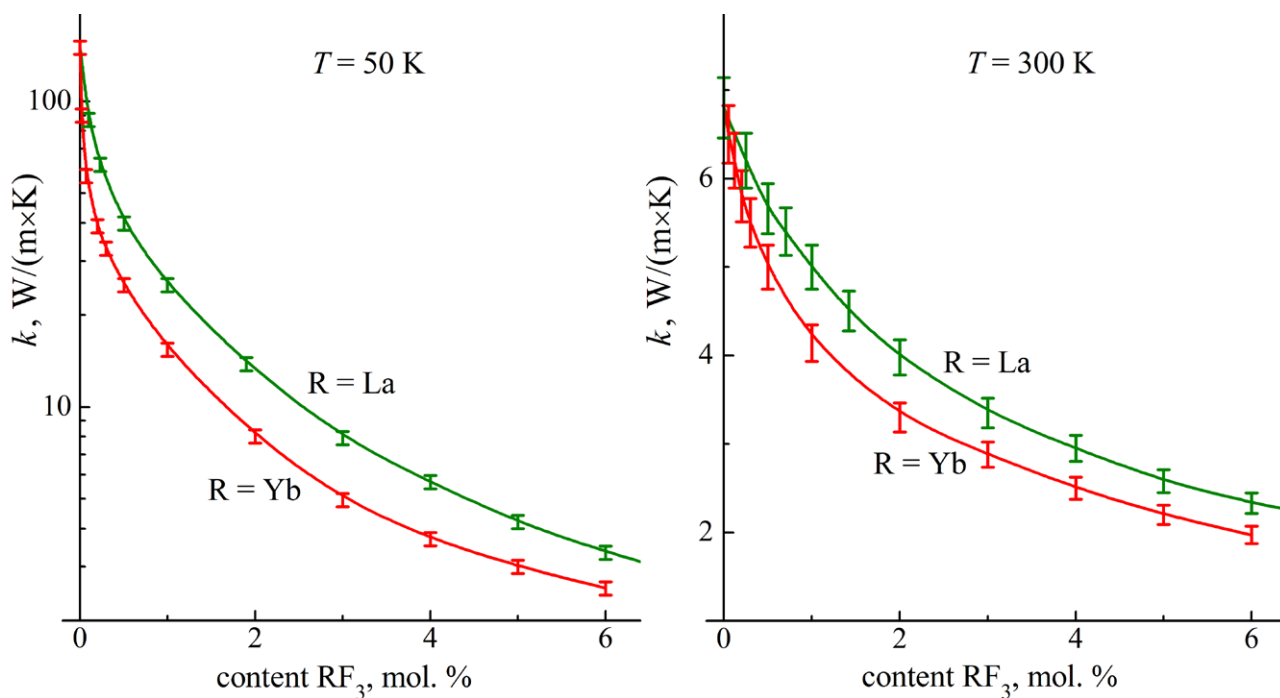 T = 50 K
100
10
k, W/(m×K)
R = La
R = Yb
0 2 4 6
content RF₃, mol. %
T = 300 K
6
4
2
k, W/(m×K)
R = La
R = Yb
0 2 4 6
content RF₃, mol. %